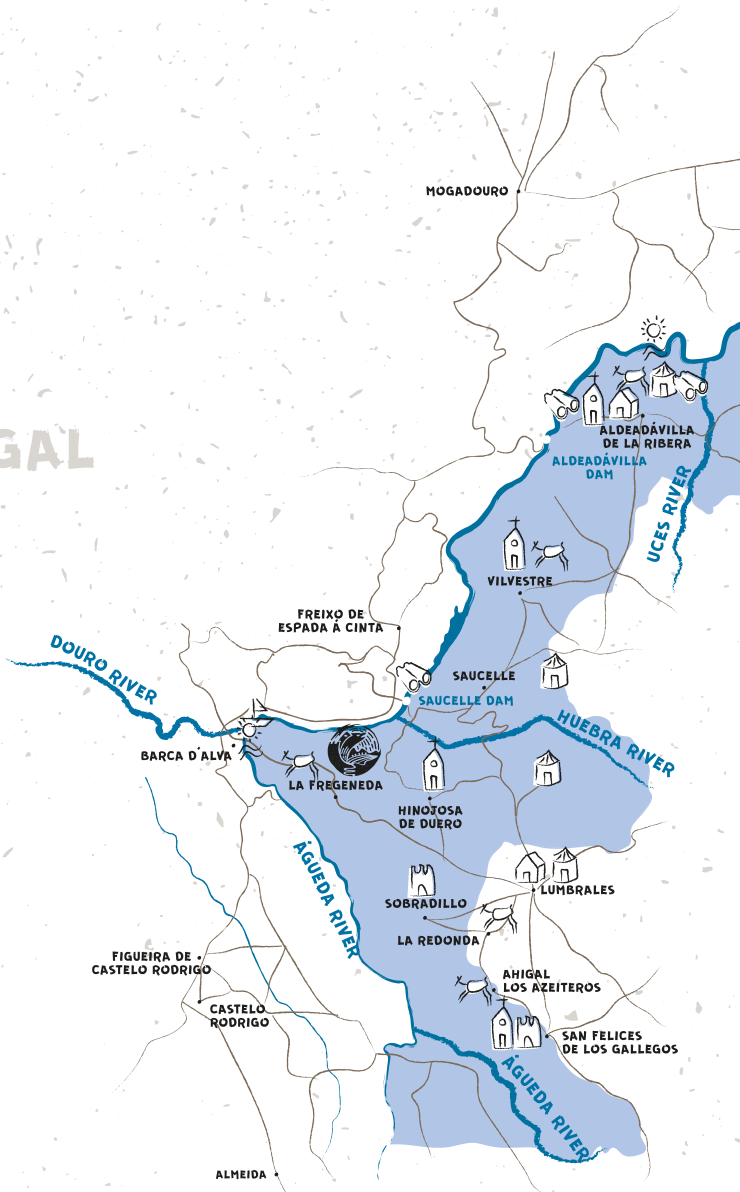 MOGADOURO
GAL
ALDEADÁVILLA
DE LA RIBERA
ALDEADÁVILLA
DAM
UCES RIVER
VILVESTRE
FREIXO DE
ESPADA À CINTA
DOURO RIVER
SAUCELLE
SAUCELLE DAM
HUEBRA RIVER
BARCA D'ALVA
LA FREGENEDA
HINOJOSA
DE DUERO
ÁGUEDA RIVER
LUMBRALES
SOBRADILLO
LA REDONDA
FIGUEIRA DE
CASTELO RODRIGO
AHIGAL
LOS AZEITEROS
CASTELO
RODRIGO
SAN FELICES
DE LOS GALLEGOS
ÁGUEDA RIVER
ALMEIDA